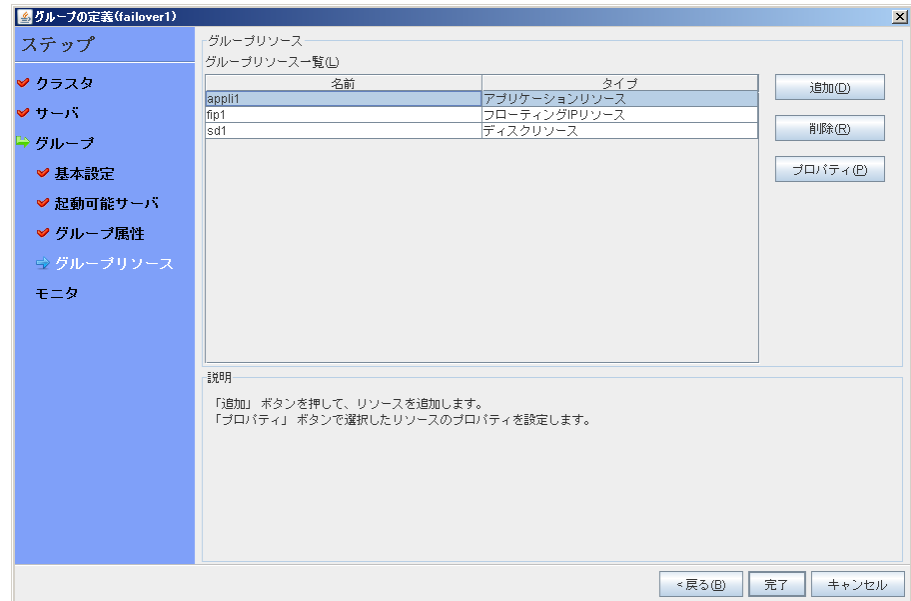 グループの定義(failover1)
ステップ
クラスタ
サーバ
グループ
基本設定
起動可能サーバ
グループ属性
グループリソース
モニタ
グループリソース
グループリソース一覧(L)
名前 タイプ
appli1 アプリケーションリソース
fip1 フローティングIPリソース
sd1 ディスクリソース
追加(D)
削除(R)
プロパティ(P)
説明
「追加」 ボタンを押して、リソースを追加します。
「プロパティ」 ボタンで選択したリソースのプロパティを設定します。
<戻る(B) 完了 キャンセル